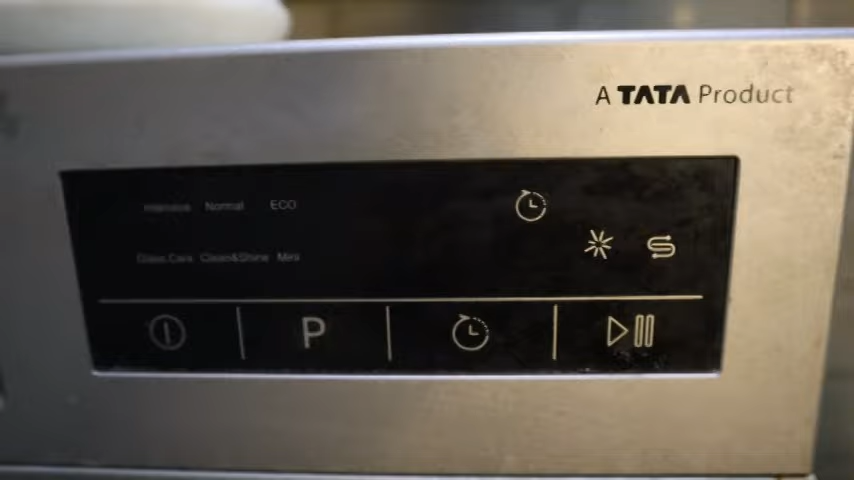 A TATA Product
Intensive Normal ECO
Glass.Care Clean&Shine Mini
P